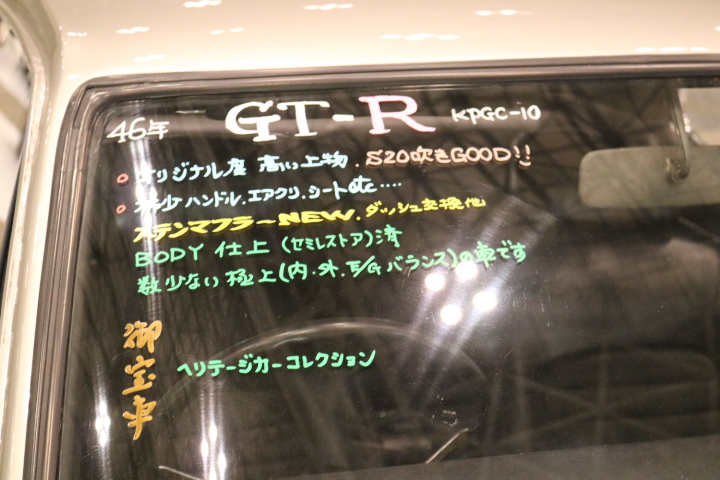 46年 GT-R KPGC-10
○ オリジナル度 高い上物. S20吹きGOOD!!
○ 希少ハンドル.エアクリ.シートetc....
ステンマフラーNEW.ダッシュ交換他
BODY 仕上 (セミレストア)済
数少ない極上(内・外.E/Gバランス)の車です
御宝車
ヘリテージカーコレクション